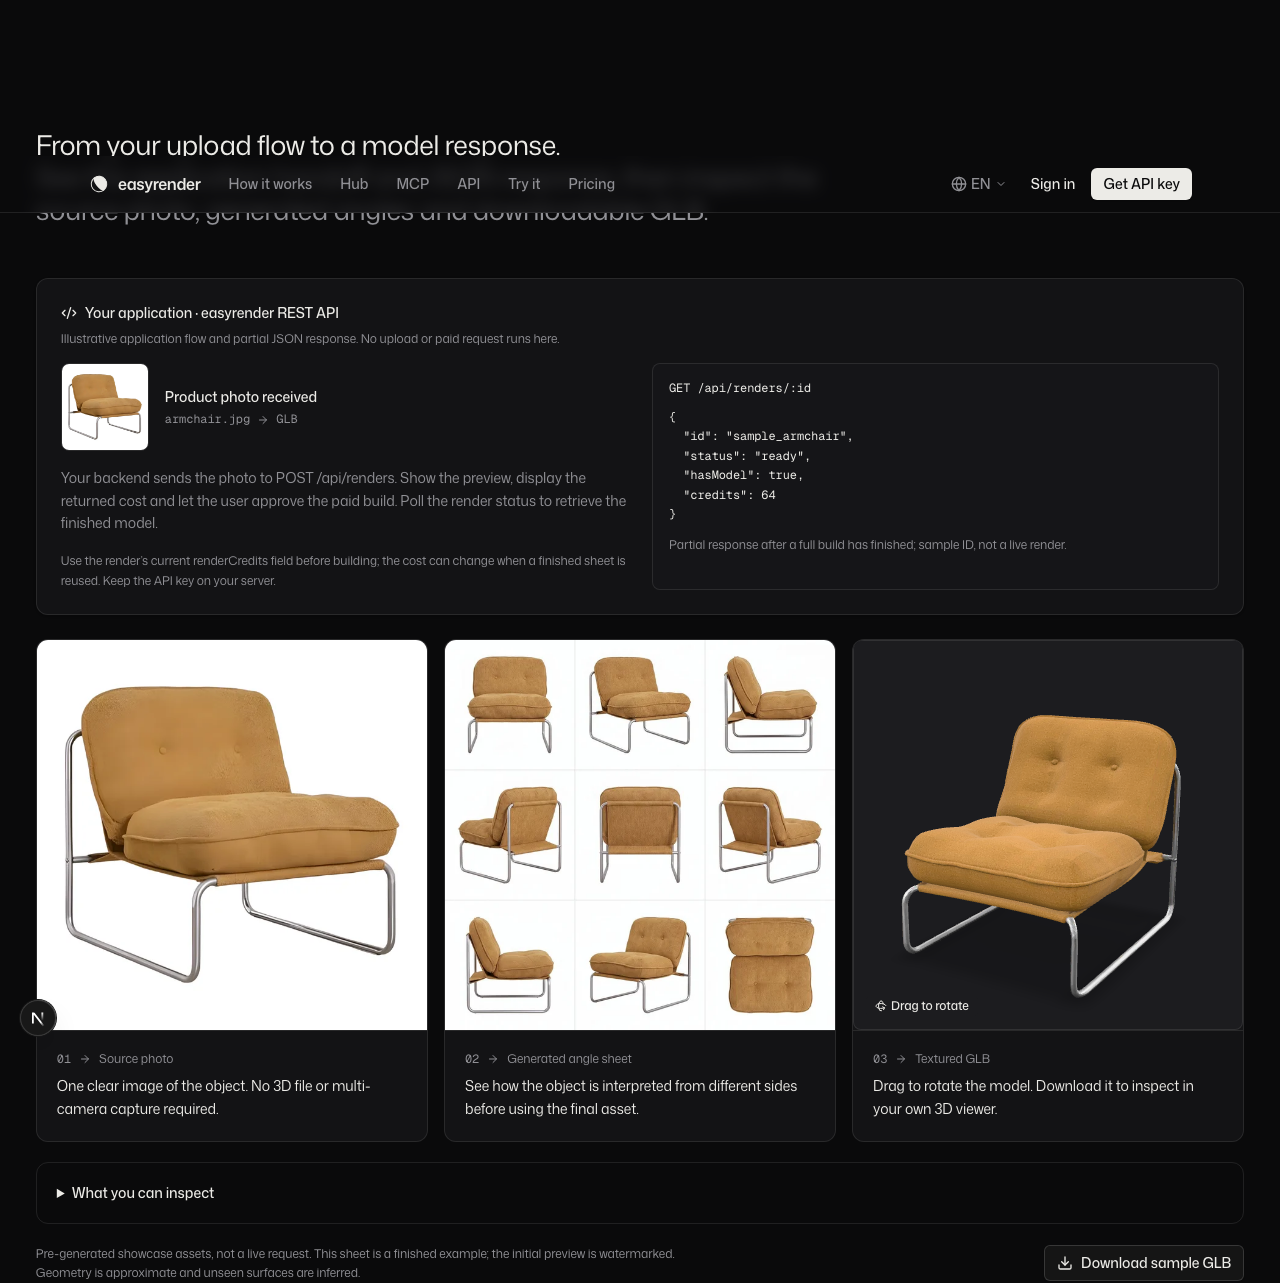 From your upload flow to a model response.
easyrender How it works Hub MCP API Try it Pricing EN Sign in Get API key
source photo, generated angles and downloadable GLB.
Your application · easyrender REST API
Illustrative application flow and partial JSON response. No upload or paid request runs here.
Product photo received
armchair.jpg → GLB
Your backend sends the photo to POST /api/renders. Show the preview, display the
returned cost and let the user approve the paid build. Poll the render status to retrieve the
finished model.
Use the render's current renderCredits field before building; the cost can change when a finished sheet is
reused. Keep the API key on your server.
GET /api/renders/:id
{
"id": "sample_armchair",
"status": "ready",
"hasModel": true,
"credits": 64
}
Partial response after a full build has finished; sample ID, not a live render.
Drag to rotate
N
01 → Source photo
One clear image of the object. No 3D file or multi-
camera capture required.
02 → Generated angle sheet
See how the object is interpreted from different sides
before using the final asset.
03 → Textured GLB
Drag to rotate the model. Download it to inspect in
your own 3D viewer.
What you can inspect
Pre-generated showcase assets, not a live request. This sheet is a finished example; the initial preview is watermarked.
Geometry is approximate and unseen surfaces are inferred.
Download sample GLB